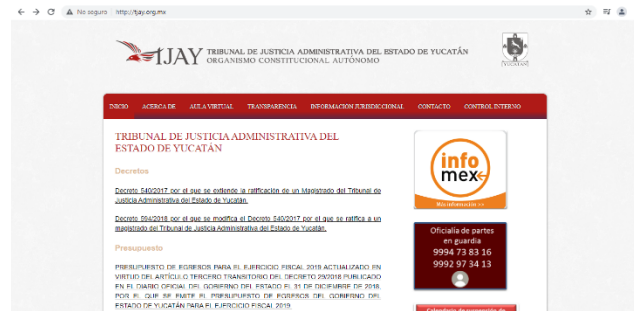 No seguro
http://tjay.org.mx
TJAY TRIBUNAL DE JUSTICIA ADMINISTRATIVA DEL ESTADO DE YUCATÁN
ORGANISMO CONSTITUCIONAL AUTÓNOMO
YUCATÁN
INICIO ACERCA DE AULA VIRTUAL TRANSPARENCIA INFORMACION JURISDICCIONAL CONTACTO CONTROL INTERNO
TRIBUNAL DE JUSTICIA ADMINISTRATIVA DEL
ESTADO DE YUCATÁN
Decretos
Decreto 540/2017 por el que se extiende la ratificación de un Magistrado del Tribunal de
Justicia Administrativa del Estado de Yucatán.
Decreto 594/2018 por el que se modifica el Decreto 540/2017 por el que se ratifica a un
magistrado del Tribunal de Justicia Administrativa del Estado de Yucatán.
Presupuesto
PRESUPUESTO DE EGRESOS PARA EL EJERCICIO FISCAL 2019 ACTUALIZADO EN
VIRTUD DEL ARTÍCULO TERCERO TRANSITORIO DEL DECRETO 29/2018 PUBLICADO
EN EL DIARIO OFICIAL DEL GOBIERNO DEL ESTADO EL 31 DE DICIEMBRE DE 2018,
POR EL QUE SE EMITE EL PRESUPUESTO DE EGRESOS DEL GOBIERNO DEL
ESTADO DE YUCATÁN PARA EL EJERCICIO FISCAL 2019.
info
mex
Más información >>
Oficialía de partes
en guardia
9994 73 83 16
9992 97 34 13